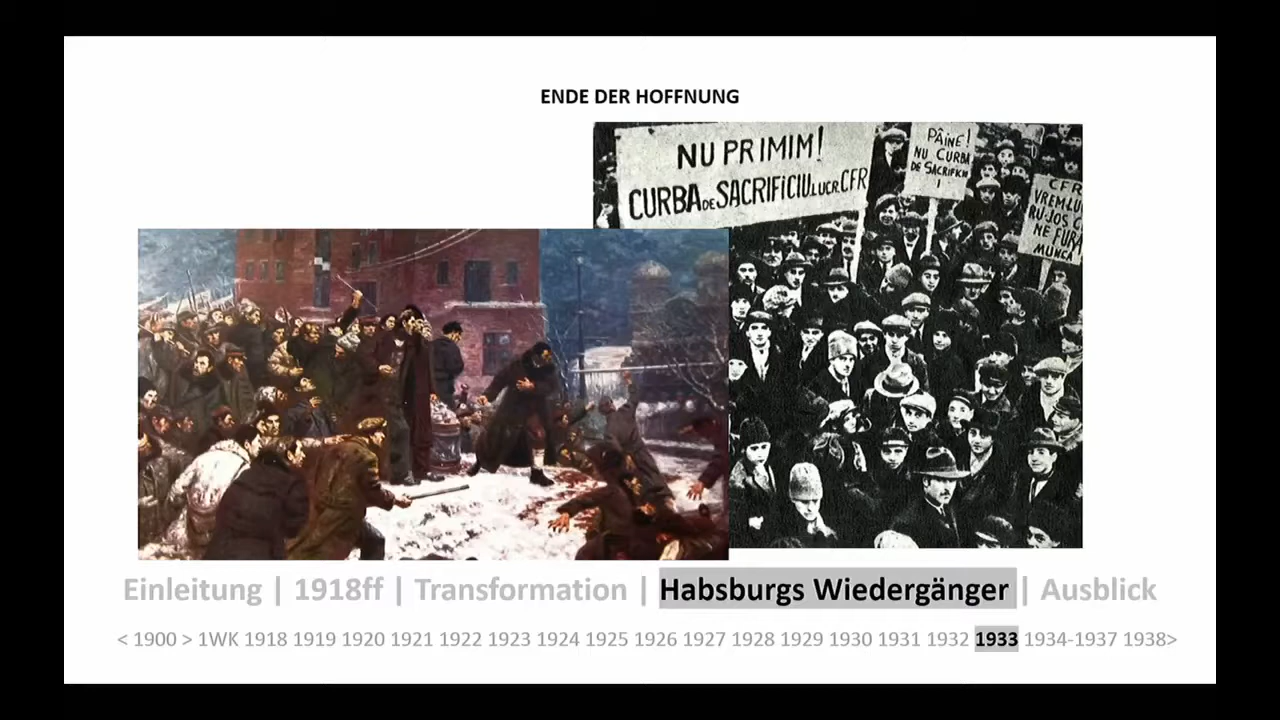 ENDE DER HOFFNUNG
NU PRIMIM!
CURBA DE SACRIFICIU LUCR. CFR
PÂINE!
NU CURBA
DE SACRIFICIU
!
CFR
VREM LU
RU-JOS C
NE FURA
MUNCA
Einleitung | 1918ff | Transformation | Habsburgs Wiedergänger | Ausblick
< 1900 > 1WK 1918 1919 1920 1921 1922 1923 1924 1925 1926 1927 1928 1929 1930 1931 1932 1933 1934-1937 1938>